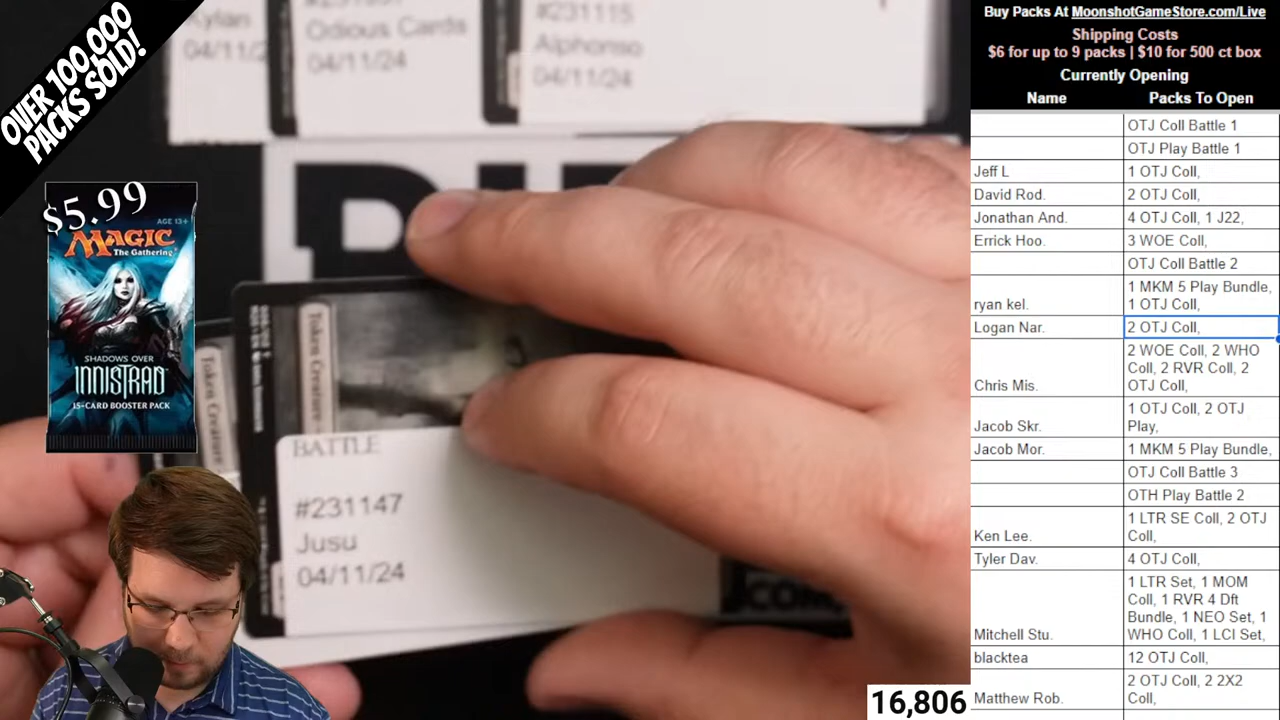 OVER 100,000
PACKS SOLD!
$5.99
AGE 13+
MAGIC
The Gathering
SHADOWS OVER
INNISTRAD
15-CARD BOOSTER PACK
Kylan
04/11/2
Odious Cards
04/11/24
#231115
Alphonso
04/11/24
Token Creature
Token Creature
BATTLE
#231147
Jusu
04/11/24
16,806
Buy Packs At MoonshotGameStore.com/Live
Shipping Costs
$6 for up to 9 packs | $10 for 500 ct box
Currently Opening
Name Packs To Open
OTJ Coll Battle 1
OTJ Play Battle 1
Jeff L 1 OTJ Coll,
David Rod. 2 OTJ Coll,
Jonathan And. 4 OTJ Coll, 1 J22,
Errick Hoo. 3 WOE Coll,
OTJ Coll Battle 2
ryan kel. 1 MKM 5 Play Bundle,
1 OTJ Coll,
Logan Nar. 2 OTJ Coll,
Chris Mis. 2 WOE Coll, 2 WHO
Coll, 2 RVR Coll, 2
OTJ Coll,
Jacob Skr. 1 OTJ Coll, 2 OTJ
Play,
Jacob Mor. 1 MKM 5 Play Bundle,
OTJ Coll Battle 3
OTH Play Battle 2
Ken Lee. 1 LTR SE Coll, 2 OTJ
Coll,
Tyler Dav. 4 OTJ Coll,
Mitchell Stu. 1 LTR Set, 1 MOM
Coll, 1 RVR 4 Dft
Bundle, 1 NEO Set, 1
WHO Coll, 1 LCI Set,
blacktea 12 OTJ Coll,
Matthew Rob. 2 OTJ Coll, 2 2X2
Coll,